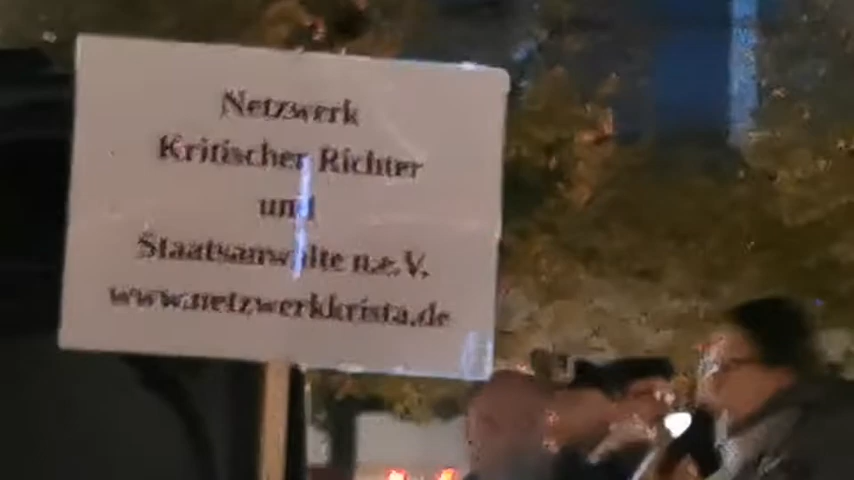 Netzwerk
Kritischer Richter
und
Staatsanwälte n.e.V.
www.netzwerkkrista.de